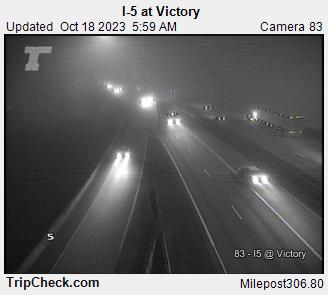 I-5 at Victory
Updated Oct 18 2023 5:59 AM Camera 83
T
S
83 - I5 @ Victory
TripCheck.com Milepost306.80